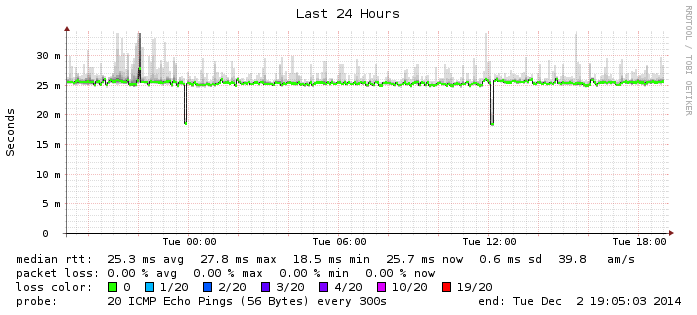 Last 24 Hours
RRDTOOL / TOBI OETIKER
Seconds
30 m
25 m
20 m
15 m
10 m
5 m
0
Tue 00:00 Tue 06:00 Tue 12:00 Tue 18:00
median rtt: 25.3 ms avg 27.8 ms max 18.5 ms min 25.7 ms now 0.6 ms sd 39.8 am/s
packet loss: 0.00 % avg 0.00 % max 0.00 % min 0.00 % now
loss color: 0 1/20 2/20 3/20 4/20 10/20 19/20
probe: 20 ICMP Echo Pings (56 Bytes) every 300s end: Tue Dec 2 19:05:03 2014